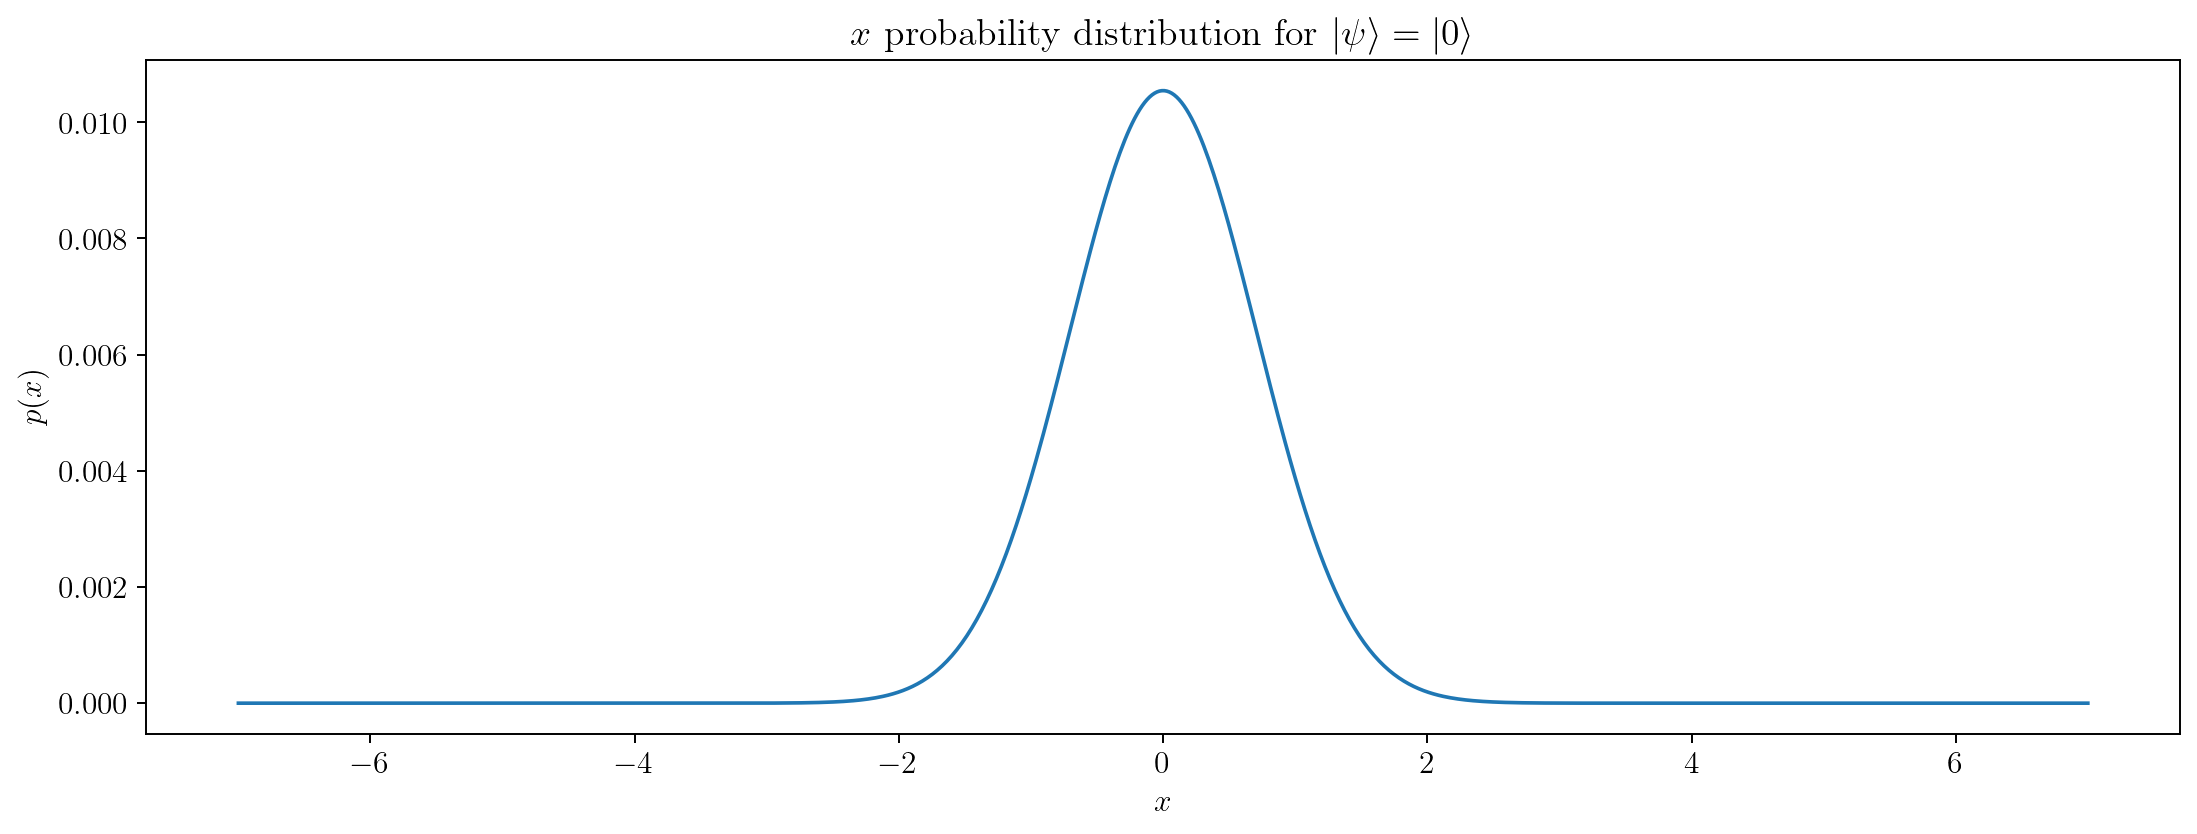 x probability distribution for |ψ⟩ = |0⟩
p(x)
0.010
0.008
0.006
0.004
0.002
0.000
−6 −4 −2 0 2 4 6
x